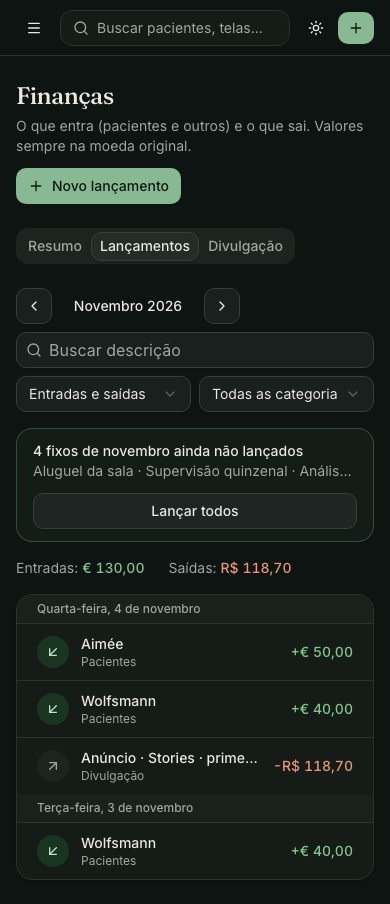 Buscar pacientes, telas...
Finanças
O que entra (pacientes e outros) e o que sai. Valores
sempre na moeda original.
+ Novo lançamento
Resumo Lançamentos Divulgação
Novembro 2026
Buscar descrição
Entradas e saídas Todas as categoria
4 fixos de novembro ainda não lançados
Aluguel da sala · Supervisão quinzenal · Anális...
Lançar todos
Entradas: € 130,00 Saídas: R$ 118,70
Quarta-feira, 4 de novembro
Aimée +€ 50,00
Pacientes
Wolfsmann +€ 40,00
Pacientes
Anúncio · Stories · prime... -R$ 118,70
Divulgação
Terça-feira, 3 de novembro
Wolfsmann +€ 40,00
Pacientes